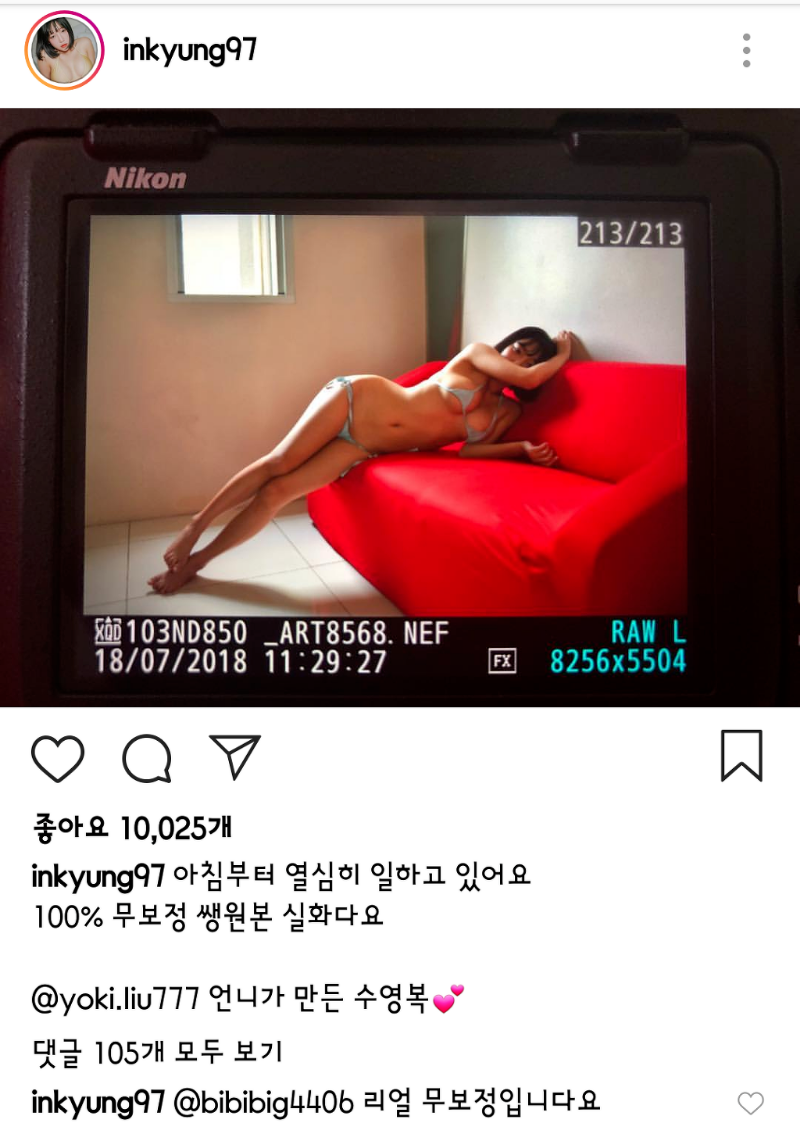 inkyung97
Nikon
213/213
XQD 103ND850 _ART8568. NEF RAW L
18/07/2018 11:29:27 FX 8256x5504
좋아요 10,025개
inkyung97 아침부터 열심히 일하고 있어요
100% 무보정 쌩원본 실화다요
@yoki.liu777 언니가 만든 수영복💕
댓글 105개 모두 보기
inkyung97 @bibibig4406 리얼 무보정입니다요